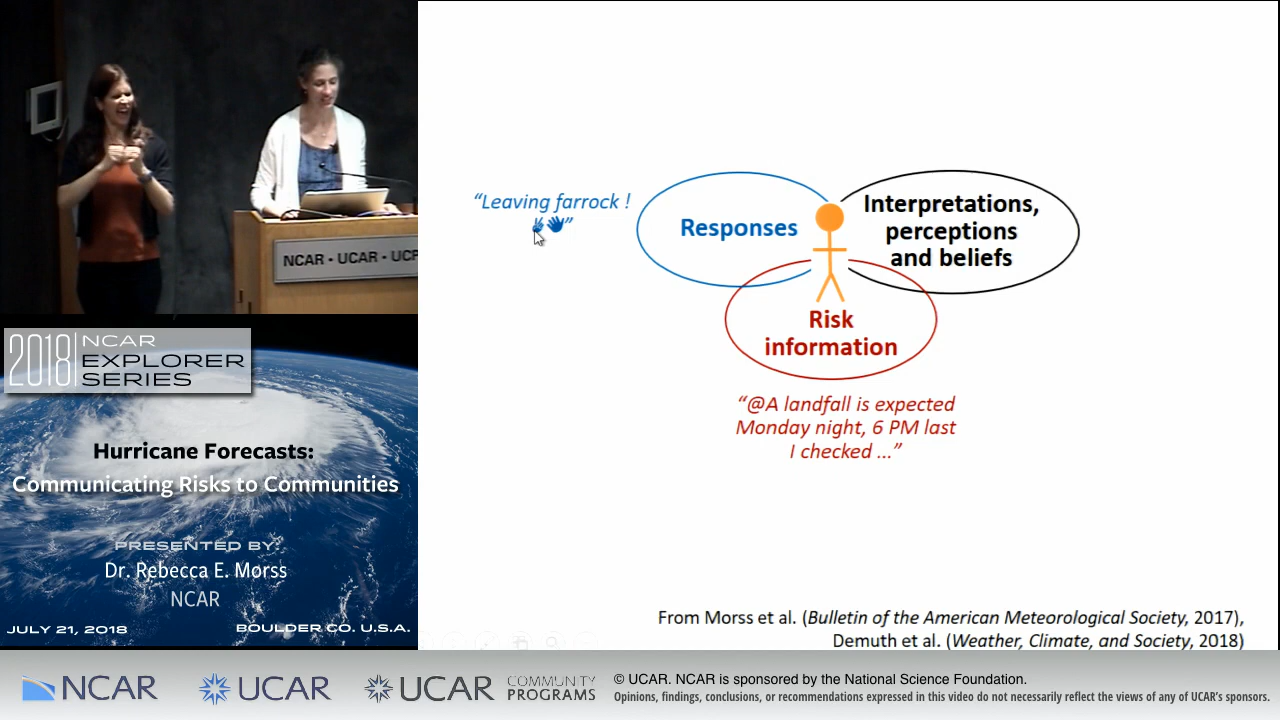 NCAR • UCAR • UCP
2018 NCAR
EXPLORER
SERIES
Hurricane Forecasts:
Communicating Risks to Communities
PRESENTED BY:
Dr. Rebecca E. Morss
NCAR
JULY 21, 2018
BOULDER CO. U.S.A.
“Leaving farrock !
✌👋”
Responses
Interpretations,
perceptions
and beliefs
Risk
information
“@A landfall is expected
Monday night, 6 PM last
I checked ...”
From Morss et al. (Bulletin of the American Meteorological Society, 2017),
Demuth et al. (Weather, Climate, and Society, 2018)
NCAR
UCAR
UCAR
COMMUNITY
PROGRAMS
© UCAR. NCAR is sponsored by the National Science Foundation.
Opinions, findings, conclusions, or recommendations expressed in this video do not necessarily reflect the views of any of UCAR's sponsors.